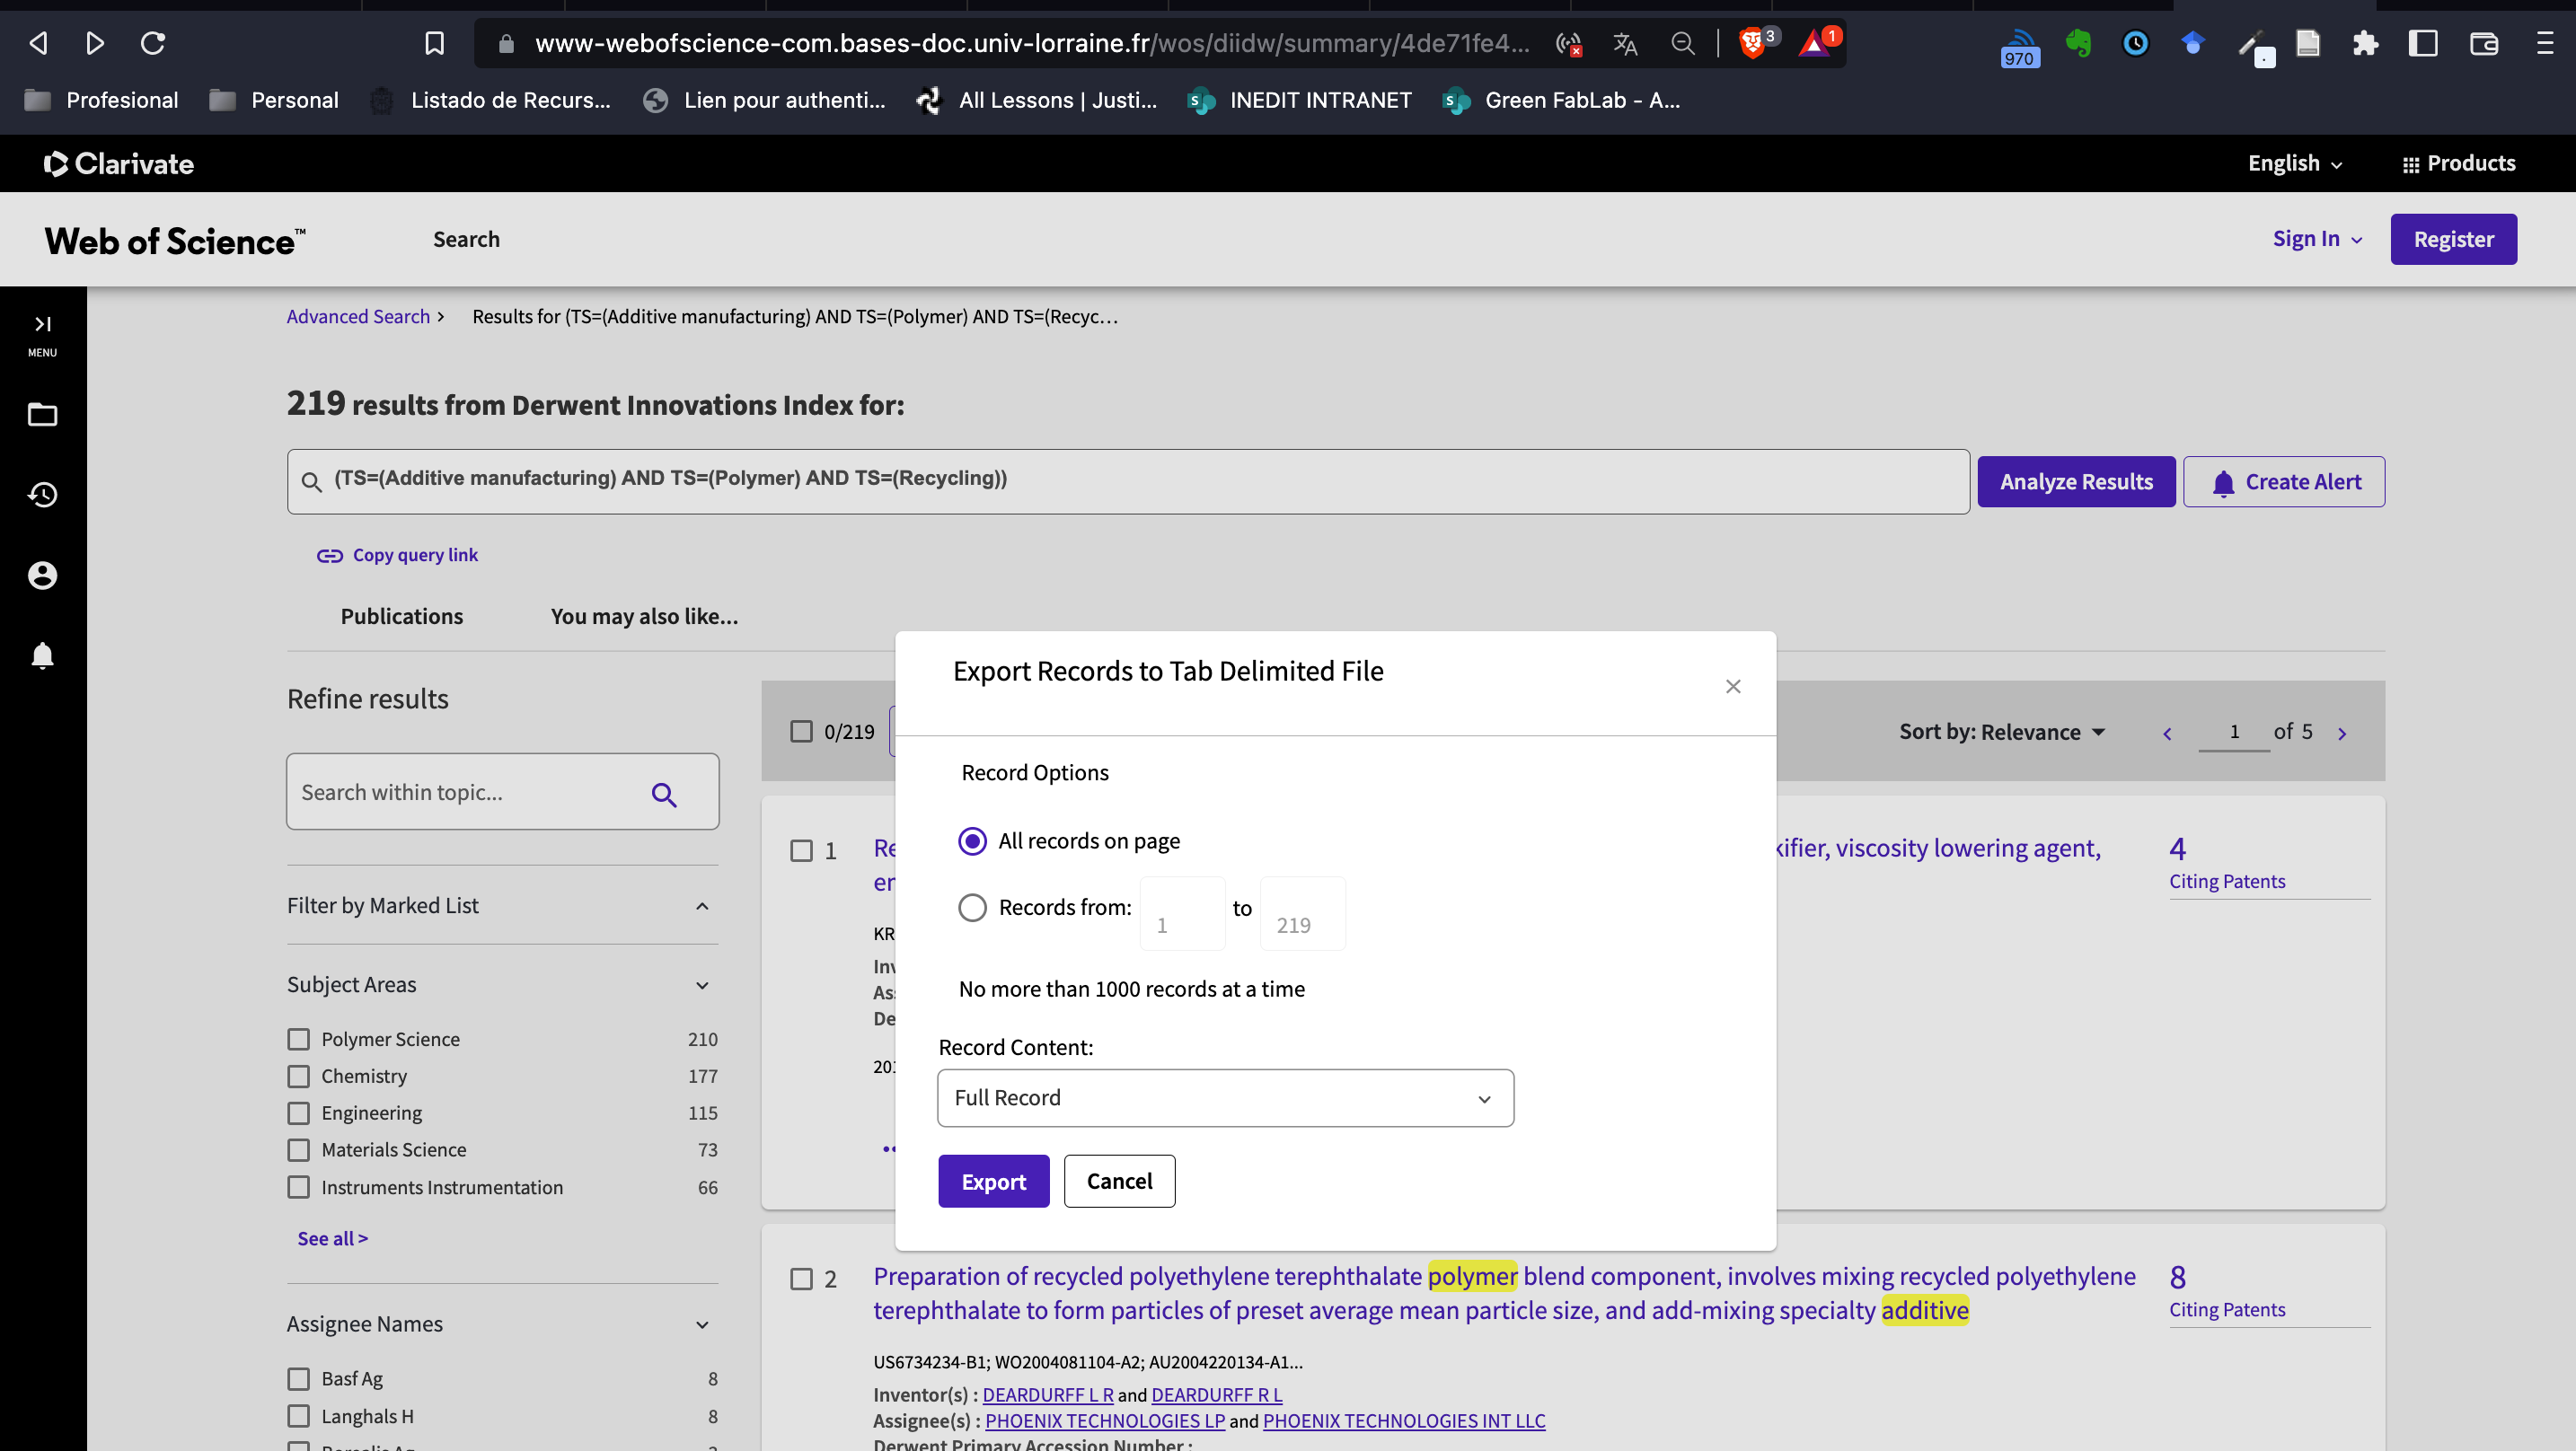 www-webofscience-com.bases-doc.univ-lorraine.fr/wos/diidw/summary/4de71fe4...
3
1
970
Profesional
Personal
Listado de Recurs...
Lien pour authenti...
All Lessons | Justi...
INEDIT INTRANET
Green FabLab - A...
Clarivate
English
Products
Web of Science™
Search
Sign In
Register
MENU
Advanced Search > Results for (TS=(Additive manufacturing) AND TS=(Polymer) AND TS=(Recyc...
219 results from Derwent Innovations Index for:
(TS=(Additive manufacturing) AND TS=(Polymer) AND TS=(Recycling))
Analyze Results
Create Alert
Copy query link
Publications
You may also like...
Refine results
Search within topic...
Filter by Marked List
Subject Areas
Polymer Science 210
Chemistry 177
Engineering 115
Materials Science 73
Instruments Instrumentation 66
See all >
Assignee Names
Basf Ag 8
Langhals H 8
0/219
Sort by: Relevance
1 of 5
Export Records to Tab Delimited File
Record Options
All records on page
Records from: 1 to 219
No more than 1000 records at a time
Record Content:
Full Record
Export
Cancel
1
Re
kifier, viscosity lowering agent,
er
KR
Inv
As
De
201
4
Citing Patents
2
Preparation of recycled polyethylene terephthalate polymer blend component, involves mixing recycled polyethylene
terephthalate to form particles of preset average mean particle size, and add-mixing specialty additive
US6734234-B1; WO2004081104-A2; AU2004220134-A1...
Inventor(s) : DEARDURFF L R and DEARDURFF R L
Assignee(s) : PHOENIX TECHNOLOGIES LP and PHOENIX TECHNOLOGIES INT LLC
Derwent Primary Accession Number :
8
Citing Patents